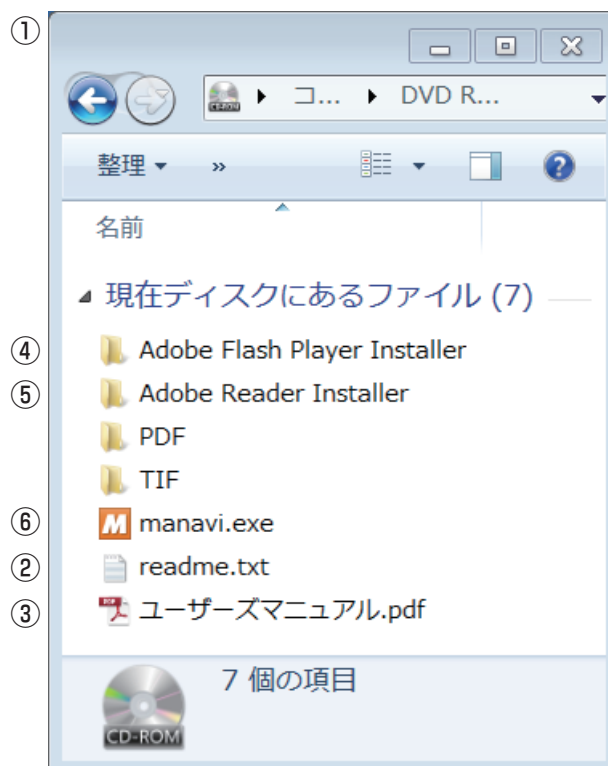 ①
コ... DVD R...
整理 »
名前
現在ディスクにあるファイル (7)
④ Adobe Flash Player Installer
⑤ Adobe Reader Installer
PDF
TIF
⑥ M manavi.exe
② readme.txt
③ ユーザーズマニュアル.pdf
7 個の項目
CD-ROM